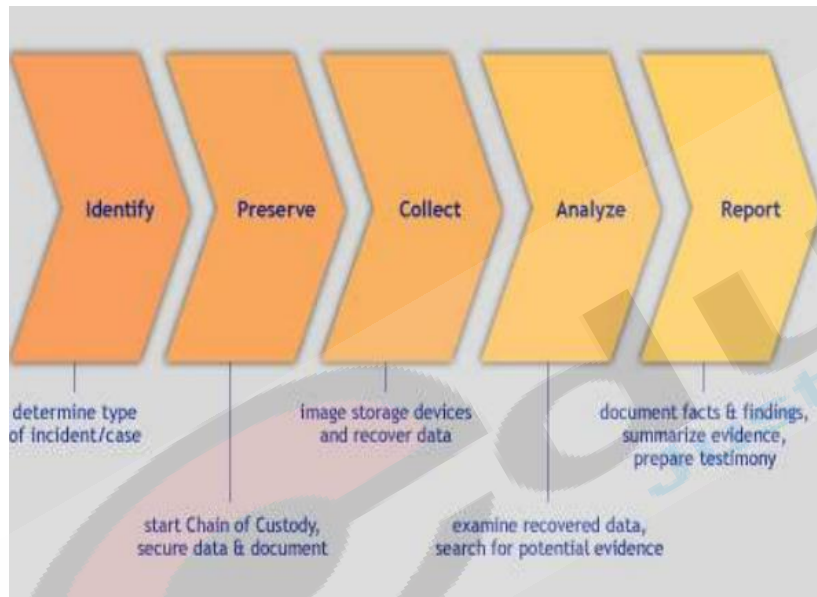 Identify
Preserve
Collect
Analyze
Report
determine type
of incident/case
image storage devices
and recover data
document facts & findings,
summarize evidence,
prepare testimony
start Chain of Custody,
secure data & document
examine recovered data,
search for potential evidence